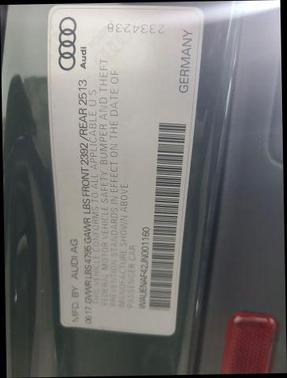 Audi
2334238
MFD. BY AUDI AG GERMANY
06.17 GVWR LBS 4795 GAWR LBS FRONT 2392 / REAR 2513
THIS VEHICLE CONFORMS TO ALL APPLICABLE U.S.
FEDERAL MOTOR VEHICLE SAFETY, BUMPER AND THEFT
PREVENTION STANDARDS IN EFFECT ON THE DATE OF
MANUFACTURE SHOWN ABOVE
PASSENGER CAR
WAUENAF42JN001160